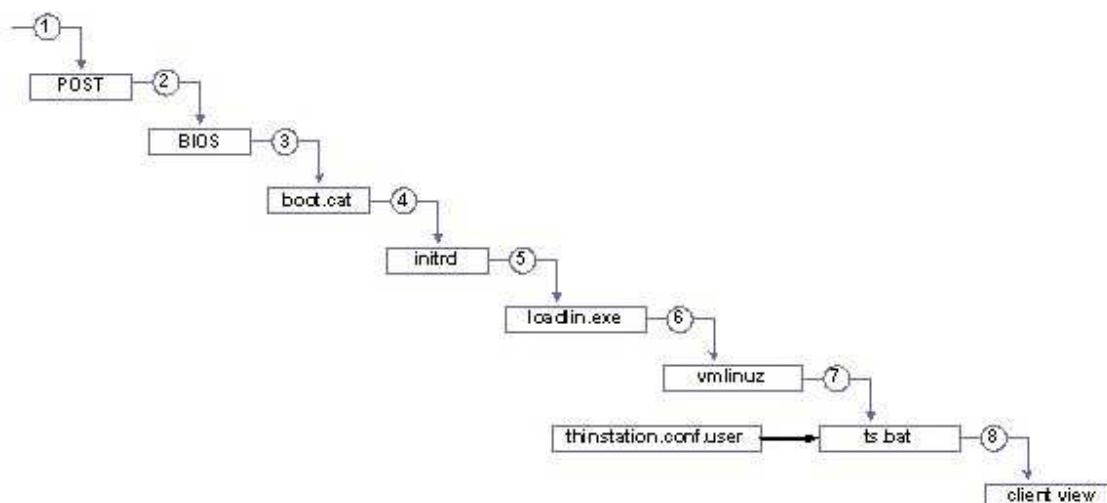 1
POST
2
BIOS
3
boot.cat
4
initrd
5
loadlin.exe
6
vmlinuz
7
thinstation.conf.user
ts.bat
8
client view